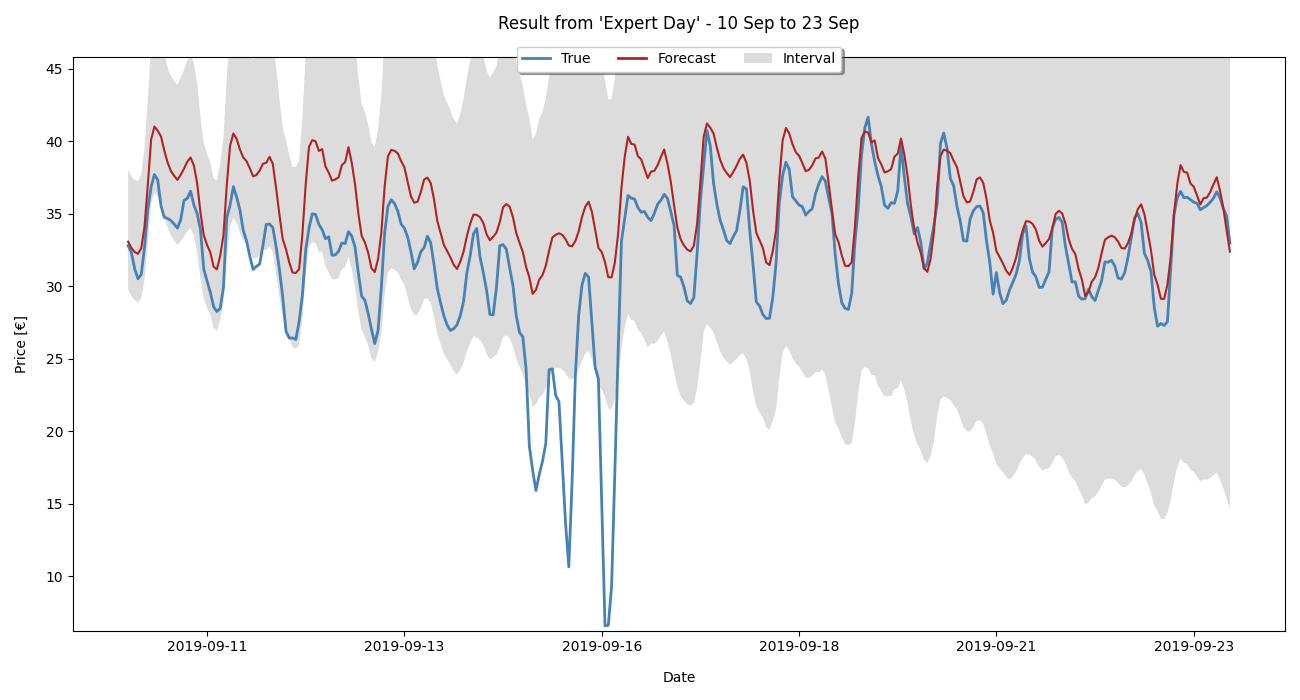 Result from 'Expert Day' - 10 Sep to 23 Sep
True Forecast Interval
45
40
35
30
25
20
15
10
Price [€]
2019-09-11 2019-09-13 2019-09-16 2019-09-18 2019-09-21 2019-09-23
Date